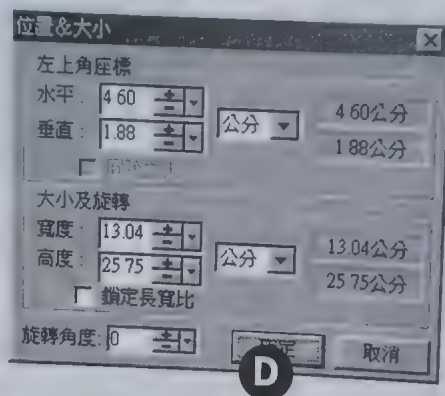 位置&大小
左上角座標
水平: 4.60 公分 4.60公分
垂直: 1.88 1.88公分
大小及旋轉
寬度: 13.04 公分 13.04公分
高度: 25.75 25.75公分
鎖定長寬比
旋轉角度: 0 定 取消
D